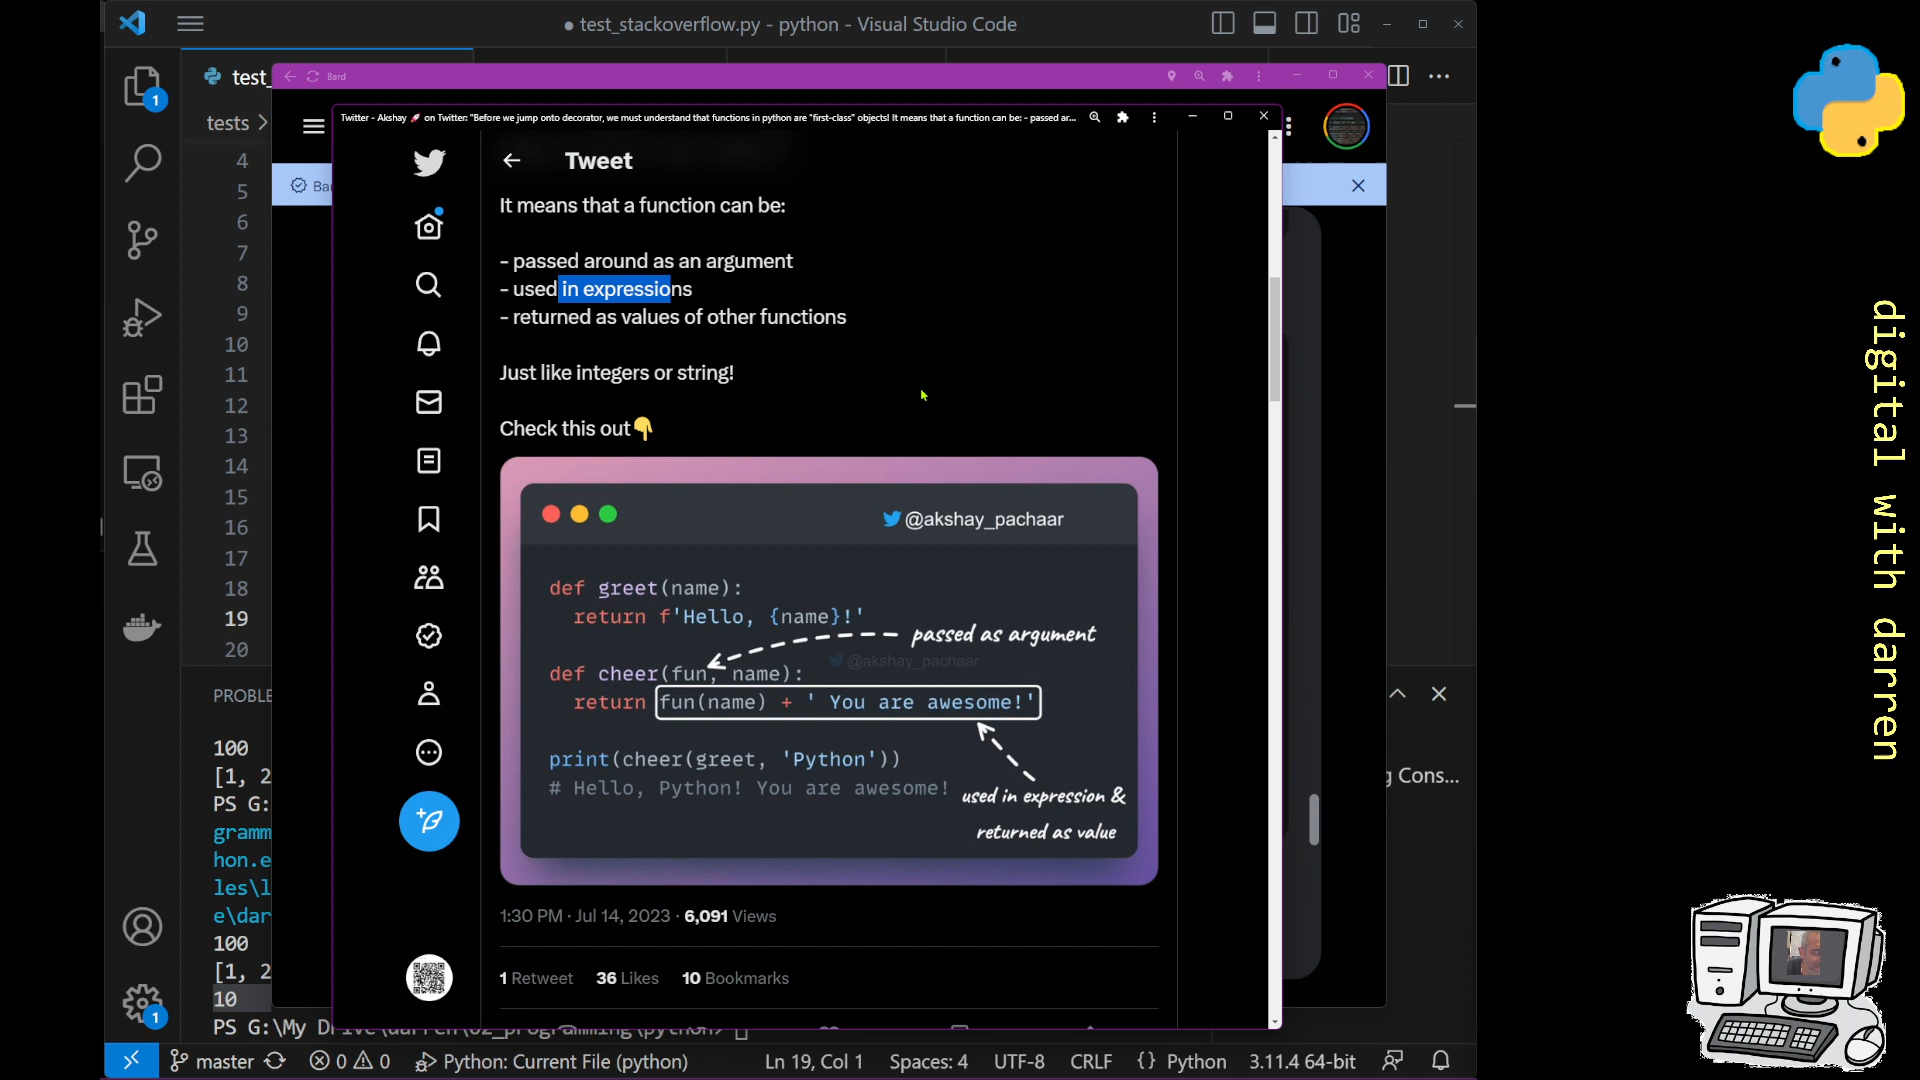 ● test_stackoverflow.py - python - Visual Studio Code
test_
Bard
tests >
Twitter - Akshay 🚀 on Twitter: "Before we jump onto decorator, we must understand that functions in python are "first-class" objects! It means that a function can be: - passed ar...
Tweet
It means that a function can be:
- passed around as an argument
- used in expressions
- returned as values of other functions
Just like integers or string!
Check this out👇
@akshay_pachaar
def greet(name):
return f'Hello, {name}!'
passed as argument
@akshay_pachaar
def cheer(fun, name):
return fun(name) + ' You are awesome!'
print(cheer(greet, 'Python'))
# Hello, Python! You are awesome!
used in expression &
returned as value
1:30 PM · Jul 14, 2023 · 6,091 Views
1 Retweet 36 Likes 10 Bookmarks
1
4
5
6
7
8
9
10
11
12
13
14
15
16
17
18
19
20
PROBLE
g Cons...
100
[1, 2
PS G:
gramm
hon.e
les\l
e\dar
100
[1, 2
10
PS G:\My Drive\darren\02_programming\python>
1
master
0
0
Python: Current File (python)
Ln 19, Col 1
Spaces: 4
UTF-8
CRLF
{ } Python
3.11.4 64-bit
digital with darren